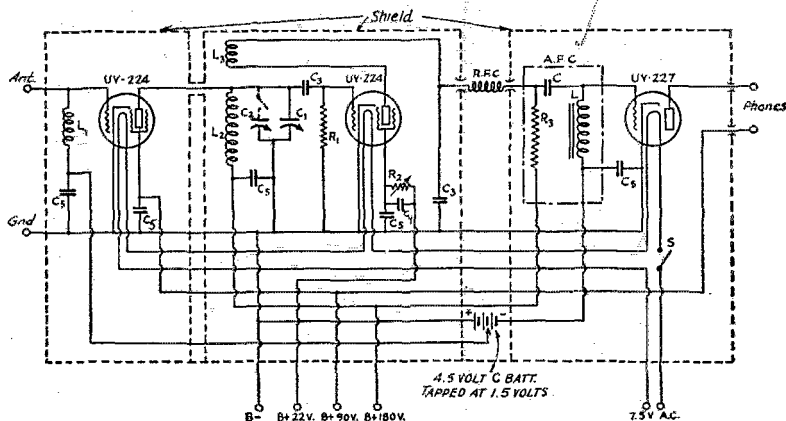 Shield
A.F.C
Ant.
UY-224
L3
C3
UY-224
R.F.C
C
L
UY-227
Phones
L1
L2
C2
C1
R1
R3
C5
C5
C5
R2
C1
C5
C3
C5
Gnd
S
+ -
4.5 VOLT C BATT.
TAPPED AT 1.5 VOLTS
B- B+22V. B+90V. B+180V. 7.5V A.C.